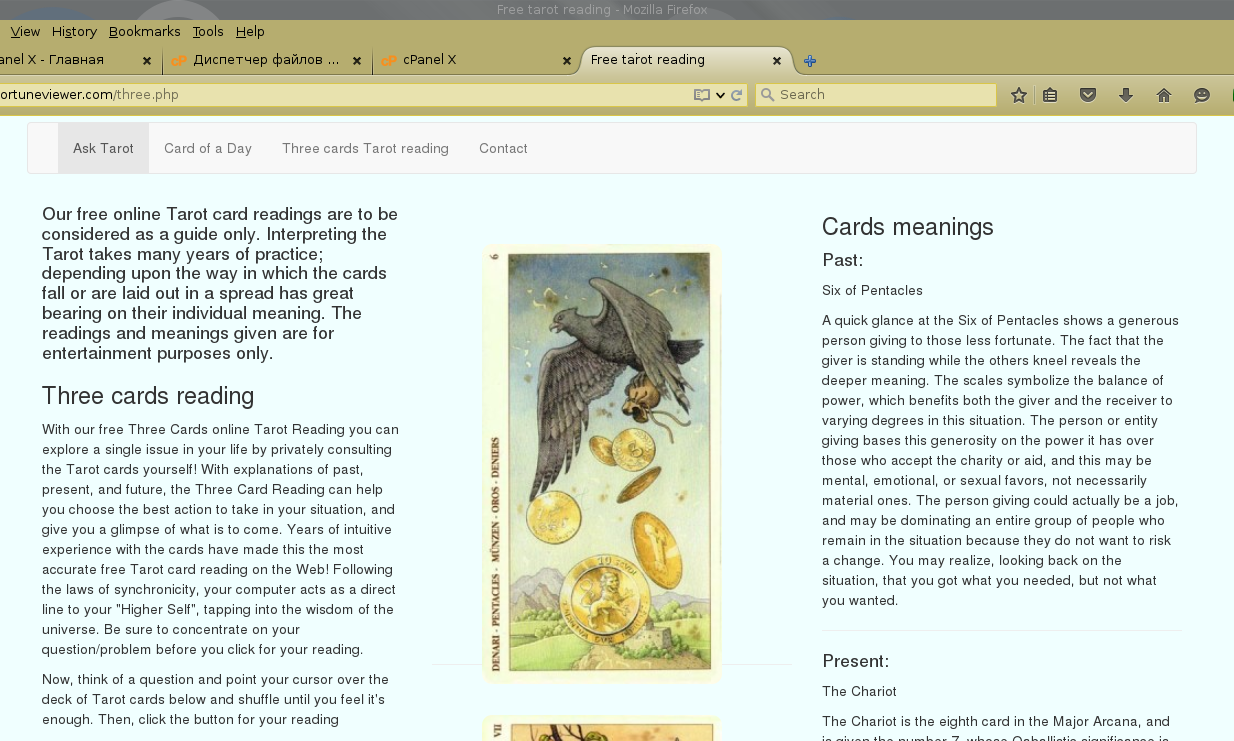 Free tarot reading - Mozilla Firefox
View History Bookmarks Tools Help
anel X - Главная
cP Диспетчер файлов ...
cP cPanel X
Free tarot reading
ortuneviewer.com/three.php
Search
Ask Tarot Card of a Day Three cards Tarot reading Contact
Our free online Tarot card readings are to be
considered as a guide only. Interpreting the
Tarot takes many years of practice;
depending upon the way in which the cards
fall or are laid out in a spread has great
bearing on their individual meaning. The
readings and meanings given are for
entertainment purposes only.
Three cards reading
With our free Three Cards online Tarot Reading you can
explore a single issue in your life by privately consulting
the Tarot cards yourself! With explanations of past,
present, and future, the Three Card Reading can help
you choose the best action to take in your situation, and
give you a glimpse of what is to come. Years of intuitive
experience with the cards have made this the most
accurate free Tarot card reading on the Web! Following
the laws of synchronicity, your computer acts as a direct
line to your "Higher Self", tapping into the wisdom of the
universe. Be sure to concentrate on your
question/problem before you click for your reading.
Now, think of a question and point your cursor over the
deck of Tarot cards below and shuffle until you feel it's
enough. Then, click the button for your reading
6
DENARI - PENTACLES - MÜNZEN - OROS - DENIERS
VII
Cards meanings
Past:
Six of Pentacles
A quick glance at the Six of Pentacles shows a generous
person giving to those less fortunate. The fact that the
giver is standing while the others kneel reveals the
deeper meaning. The scales symbolize the balance of
power, which benefits both the giver and the receiver to
varying degrees in this situation. The person or entity
giving bases this generosity on the power it has over
those who accept the charity or aid, and this may be
mental, emotional, or sexual favors, not necessarily
material ones. The person giving could actually be a job,
and may be dominating an entire group of people who
remain in the situation because they do not want to risk
a change. You may realize, looking back on the
situation, that you got what you needed, but not what
you wanted.
Present:
The Chariot
The Chariot is the eighth card in the Major Arcana, and
is given the number 7, whose Qabalistic significance is